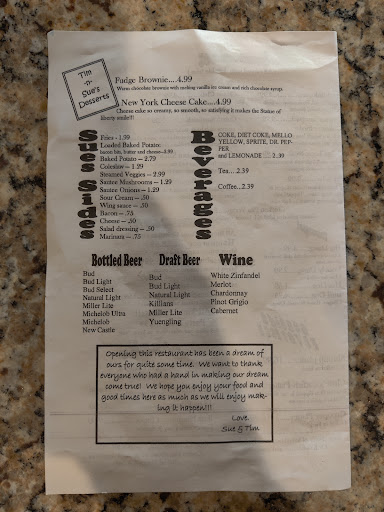 Tim
-n-
Sue's
Desserts
Fudge Brownie....4.99
Warm chocolate brownie with melting vanilla ice cream and rich chocolate syrup.
New York Cheese Cake....4.99
Cheese cake so creamy, so smooth, or satisfying it makes the Statue of
liberty smile!!!
Sues Sides
Fries - 1.99
Loaded Baked Potato:
bacon bits, butter and cheese--3.99
Baked Potato -- 2.79
Coleslaw -- 1.29
Steamed Veggies -- 2.99
Sautee Mushrooms -- 1.29
Sautee Onions -- 1.29
Sour Cream -- .50
Wing sauce -- .50
Bacon -- .75
Cheese -- .50
Salad dressing -- .50
Marinara -- .75
Beverages
COKE, DIET COKE, MELLO
YELLOW, SPRITE, DR. PEP-
PER
and LEMONADE .... 2.39
Tea.... 2.39
Coffee...2.39
Bottled Beer
Bud
Bud Light
Bud Select
Natural Light
Miller Lite
Michelob Ultra
Michelob
New Castle
Draft Beer
Bud
Bud Light
Natural Light
Killians
Miller Lite
Yuengling
Wine
White Zinfandel
Merlot
Chardonnay
Pinot Grigio
Cabernet
Opening this restaurant has been a dream of
ours for quite some time. We want to thank
everyone who had a hand in making our dream
come true! We hope you enjoy your food and
good times here as much as we will enjoy mak-
ing it happen!!!
Love,
Sue & Tim